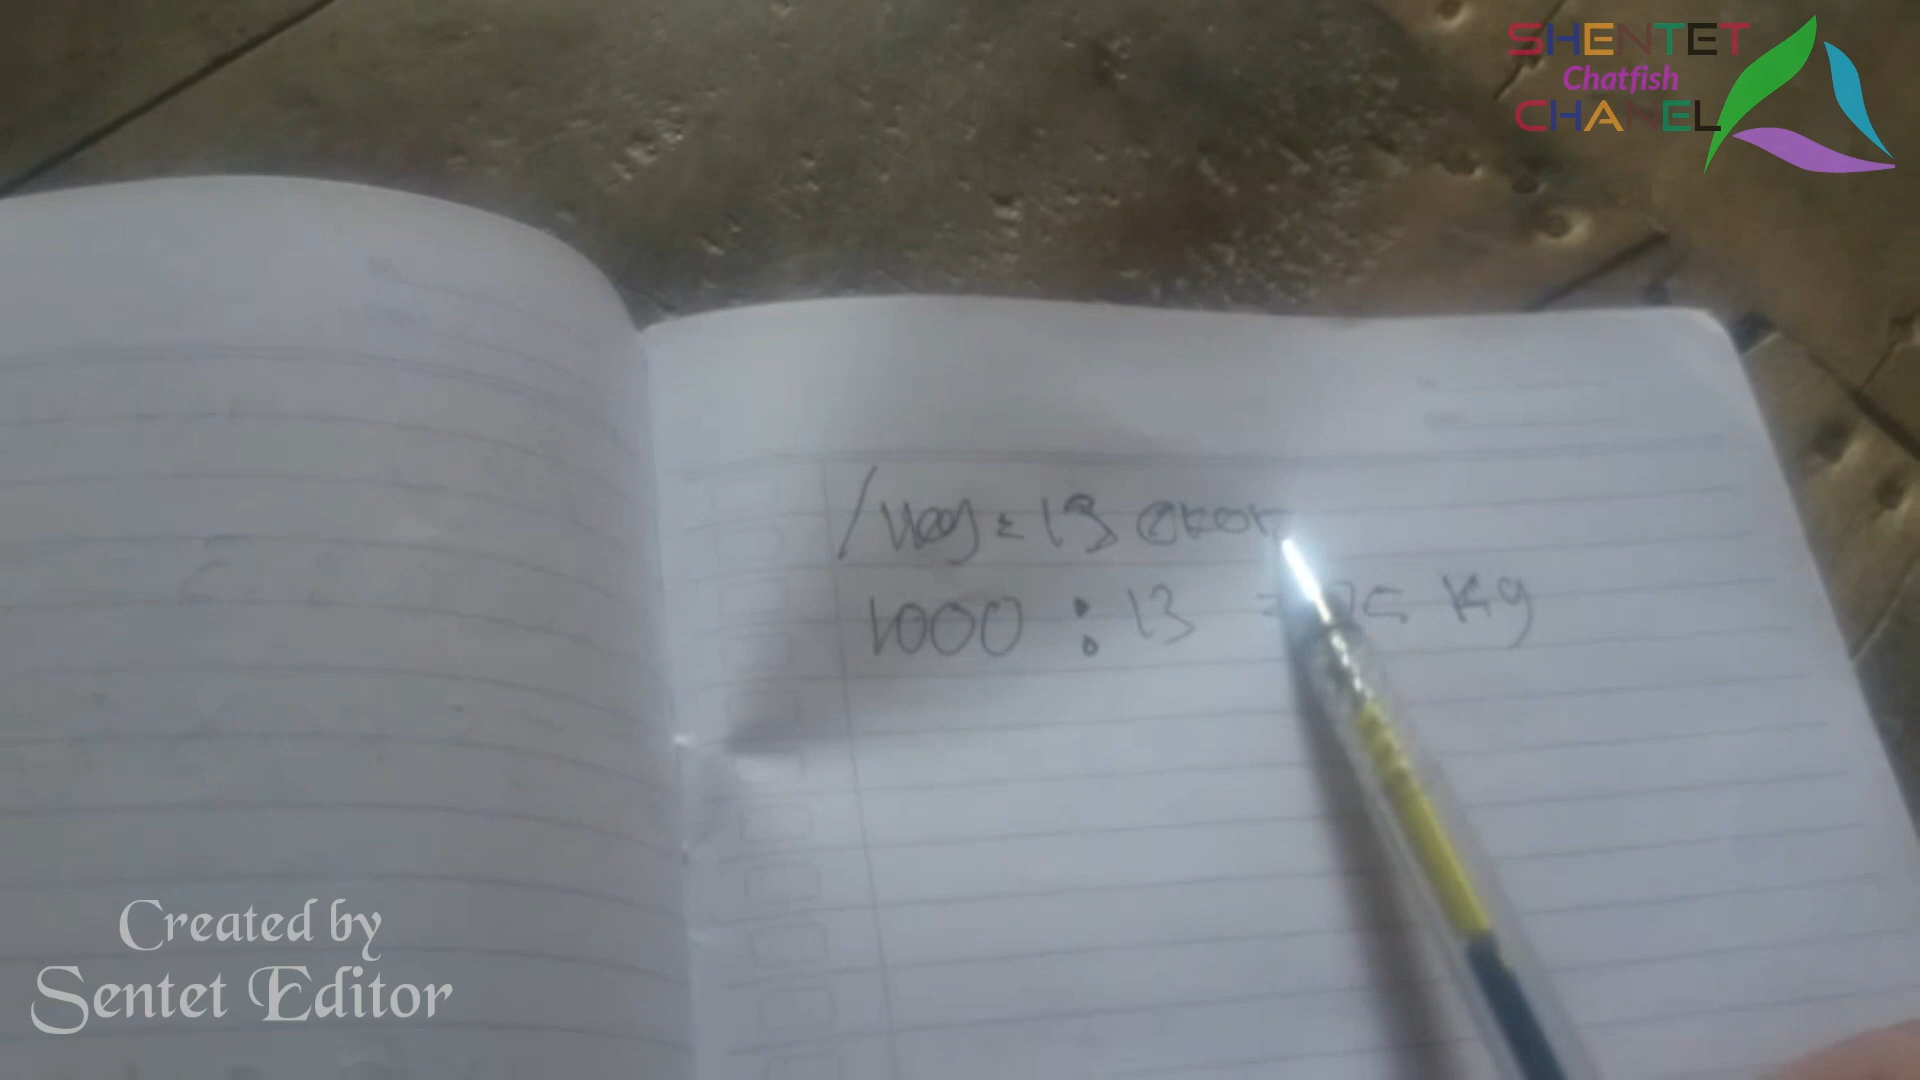 SHENTET
Chatfish
CHANEL
/ 1kg = 13 ekor
1000 : 13 = Kg
Created by
Sentet Editor